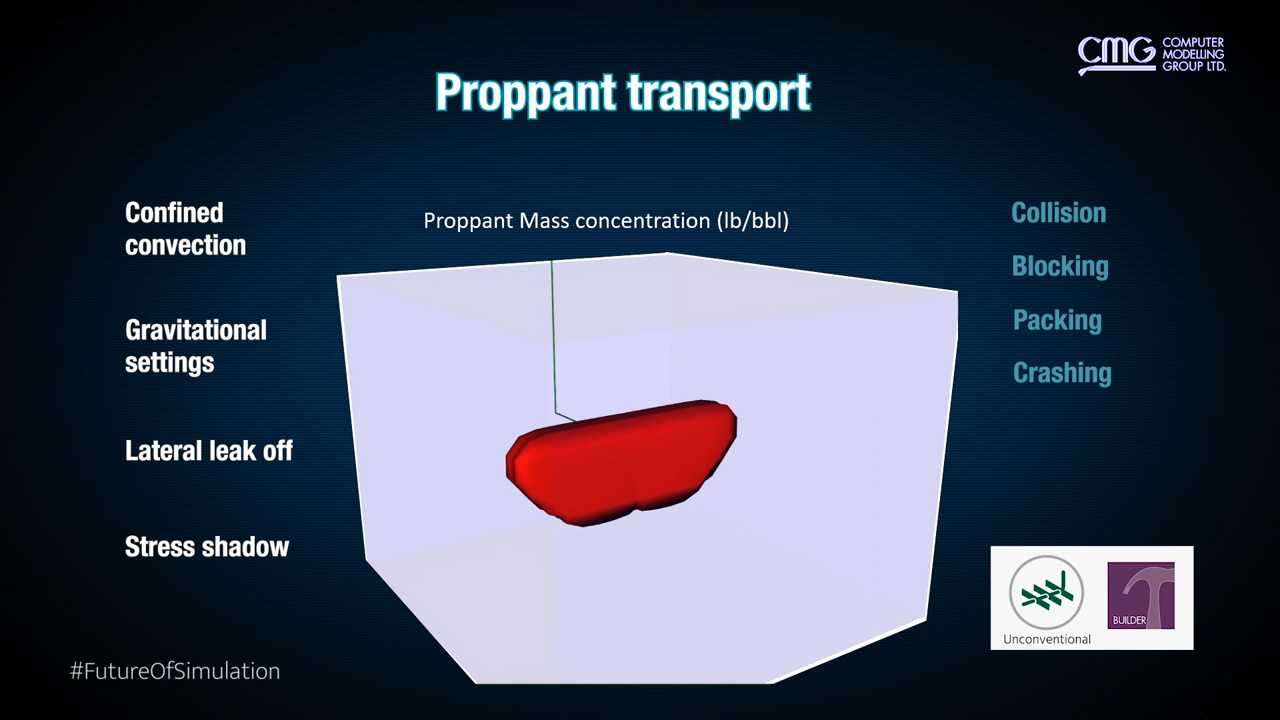 CMG COMPUTER
MODELLING
GROUP LTD.
Proppant transport
Confined
convection
Gravitational
settings
Lateral leak off
Stress shadow
Proppant Mass concentration (lb/bbl)
Collision
Blocking
Packing
Crashing
Unconventional
BUILDER
#FutureOfSimulation